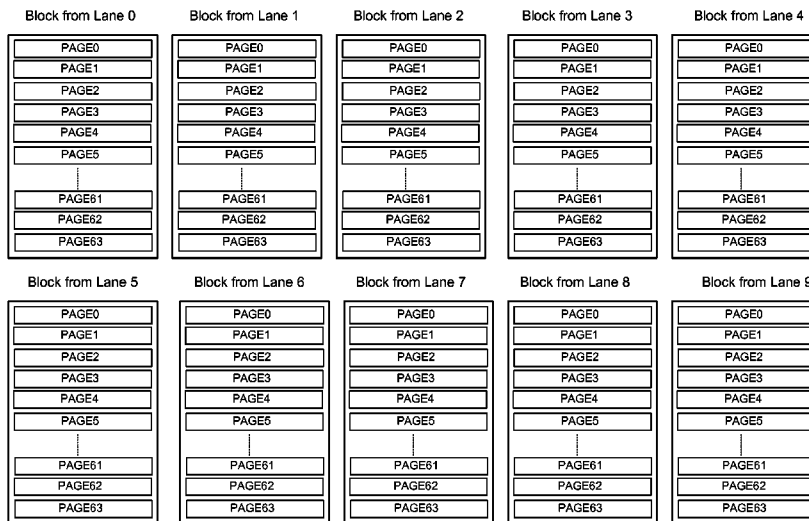 Block from Lane 0 Block from Lane 1 Block from Lane 2 Block from Lane 3 Block from Lane 4
PAGE0 PAGE0 PAGE0 PAGE0 PAGE0
PAGE1 PAGE1 PAGE1 PAGE1 PAGE1
PAGE2 PAGE2 PAGE2 PAGE2 PAGE2
PAGE3 PAGE3 PAGE3 PAGE3 PAGE3
PAGE4 PAGE4 PAGE4 PAGE4 PAGE4
PAGE5 PAGE5 PAGE5 PAGE5 PAGE5
PAGE61 PAGE61 PAGE61 PAGE61 PAGE61
PAGE62 PAGE62 PAGE62 PAGE62 PAGE62
PAGE63 PAGE63 PAGE63 PAGE63 PAGE63
Block from Lane 5 Block from Lane 6 Block from Lane 7 Block from Lane 8 Block from Lane 9
PAGE0 PAGE0 PAGE0 PAGE0 PAGE0
PAGE1 PAGE1 PAGE1 PAGE1 PAGE1
PAGE2 PAGE2 PAGE2 PAGE2 PAGE2
PAGE3 PAGE3 PAGE3 PAGE3 PAGE3
PAGE4 PAGE4 PAGE4 PAGE4 PAGE4
PAGE5 PAGE5 PAGE5 PAGE5 PAGE5
PAGE61 PAGE61 PAGE61 PAGE61 PAGE61
PAGE62 PAGE62 PAGE62 PAGE62 PAGE62
PAGE63 PAGE63 PAGE63 PAGE63 PAGE63